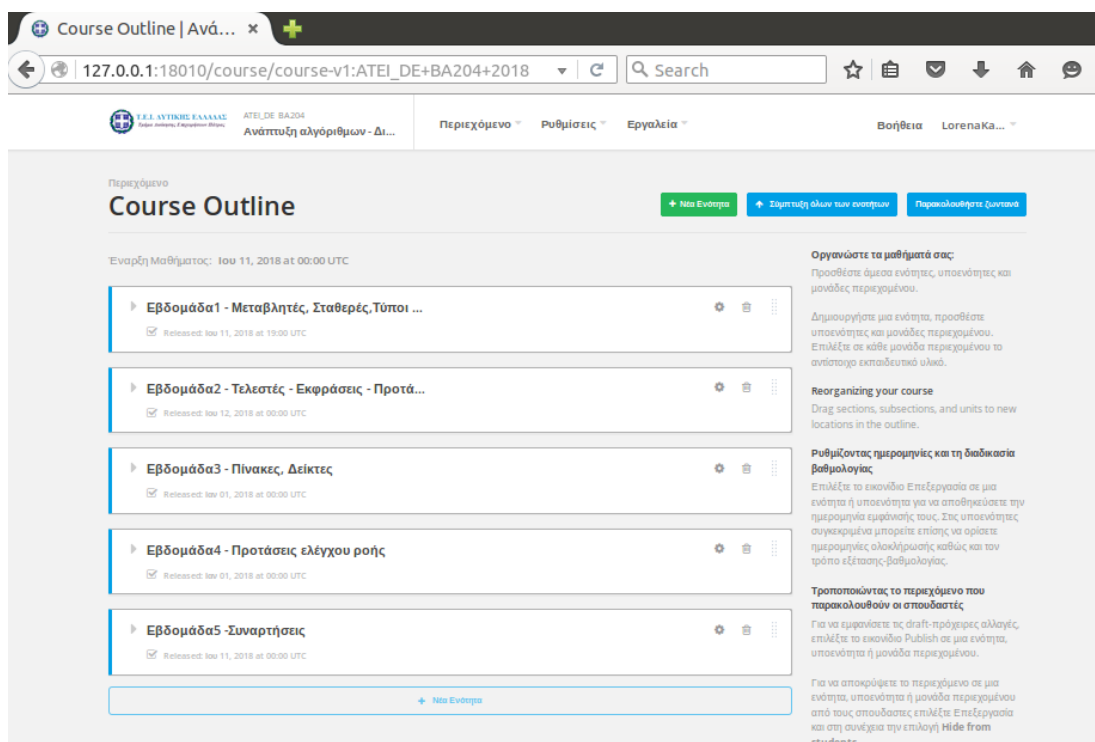 Course Outline | Ανά...
127.0.0.1:18010/course/course-v1:ATEI_DE+BA204+2018
Search
Τ.Ε.Ι. ΔΥΤΙΚΗΣ ΕΛΛΑΔΑΣ
ATEI_DE BA204
Ανάπτυξη αλγόριθμων - Δι...
Περιεχόμενο
Ρυθμίσεις
Εργαλεία
Βοήθεια
LorenaKa...
Περιεχόμενο
Course Outline
+ Νέα Ενότητα
Σύμπτυξη όλων των ενοτήτων
Παρακολουθήστε ζωντανά
Έναρξη Μαθήματος: Ιου 11, 2018 at 00:00 UTC
Εβδομάδα1 - Μεταβλητές, Σταθερές,Τύποι ...
Released: Ιου 11, 2018 at 19:00 UTC
Εβδομάδα2 - Τελεστές - Εκφράσεις - Προτά...
Released: Ιου 12, 2018 at 00:00 UTC
Εβδομάδα3 - Πίνακες, Δείκτες
Released: Ιαν 01, 2018 at 00:00 UTC
Εβδομάδα4 - Προτάσεις ελέγχου ροής
Released: Ιαν 01, 2018 at 00:00 UTC
Εβδομάδα5 -Συναρτήσεις
Released: Ιου 11, 2018 at 00:00 UTC
+ Νέα Ενότητα
Οργανώστε τα μαθήματά σας:
Προσθέστε άμεσα ενότητες, υποενότητες και
μονάδες περιεχομένου.
Δημιουργήστε μια ενότητα, προσθέστε
υποενότητες και μονάδες περιεχομένου.
Επιλέξτε σε κάθε μονάδα περιεχομένου το
αντίστοιχο εκπαιδευτικό υλικό.
Reorganizing your course
Drag sections, subsections, and units to new
locations in the outline.
Ρυθμίζοντας ημερομηνίες και τη διαδικασία
βαθμολογίας
Επιλέξτε το εικονίδιο Επεξεργασία σε μια
ενότητα ή υποενότητα για να αποθηκεύσετε την
ημερομηνία εμφάνισής τους. Στις υποενότητες
συγκεκριμένα μπορείτε επίσης να ορίσετε
ημερομηνίες ολοκλήρωσής καθώς και τον
τρόπο εξέτασης-βαθμολογίας.
Τροποποιώντας το περιεχόμενο που
παρακολουθούν οι σπουδαστές
Για να εμφανίσετε τις draft-πρόχειρες αλλαγές,
επιλέξτε το εικονίδιο Publish σε μια ενότητα,
υποενότητα ή μονάδα περιεχομένου.
Για να αποκρύψετε το περιεχόμενο σε μια
ενότητα, υποενότητα ή μονάδα περιεχομένου
από τους σπουδαστες επιλέξτε Επεξεργασία
και στη συνέχεια την επιλογή Hide from
students